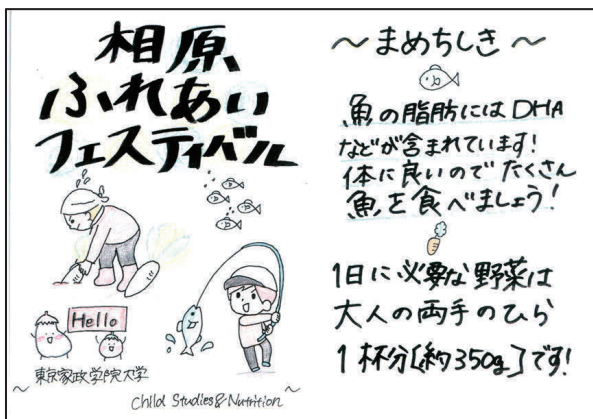 相原
ふれあい
フェスティバル
Hello
東京家政学院大学
Child Studies&Nutrition
～まめちしき～
魚の脂肪にはDHA
などが含まれています!
体に良いのでたくさん
魚を食べましょう!
1日に必要な野菜は
大人の両手のひら
1杯分[約350g]です!